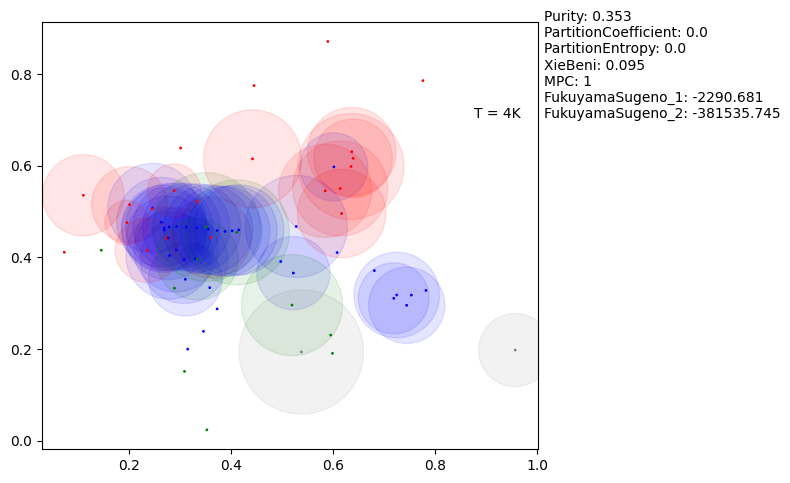 Purity: 0.353
PartitionCoefficient: 0.0
PartitionEntropy: 0.0
XieBeni: 0.095
MPC: 1
FukuyamaSugeno_1: -2290.681
FukuyamaSugeno_2: -381535.745
T = 4K
0.8
0.6
0.4
0.2
0.0
0.2 0.4 0.6 0.8 1.0